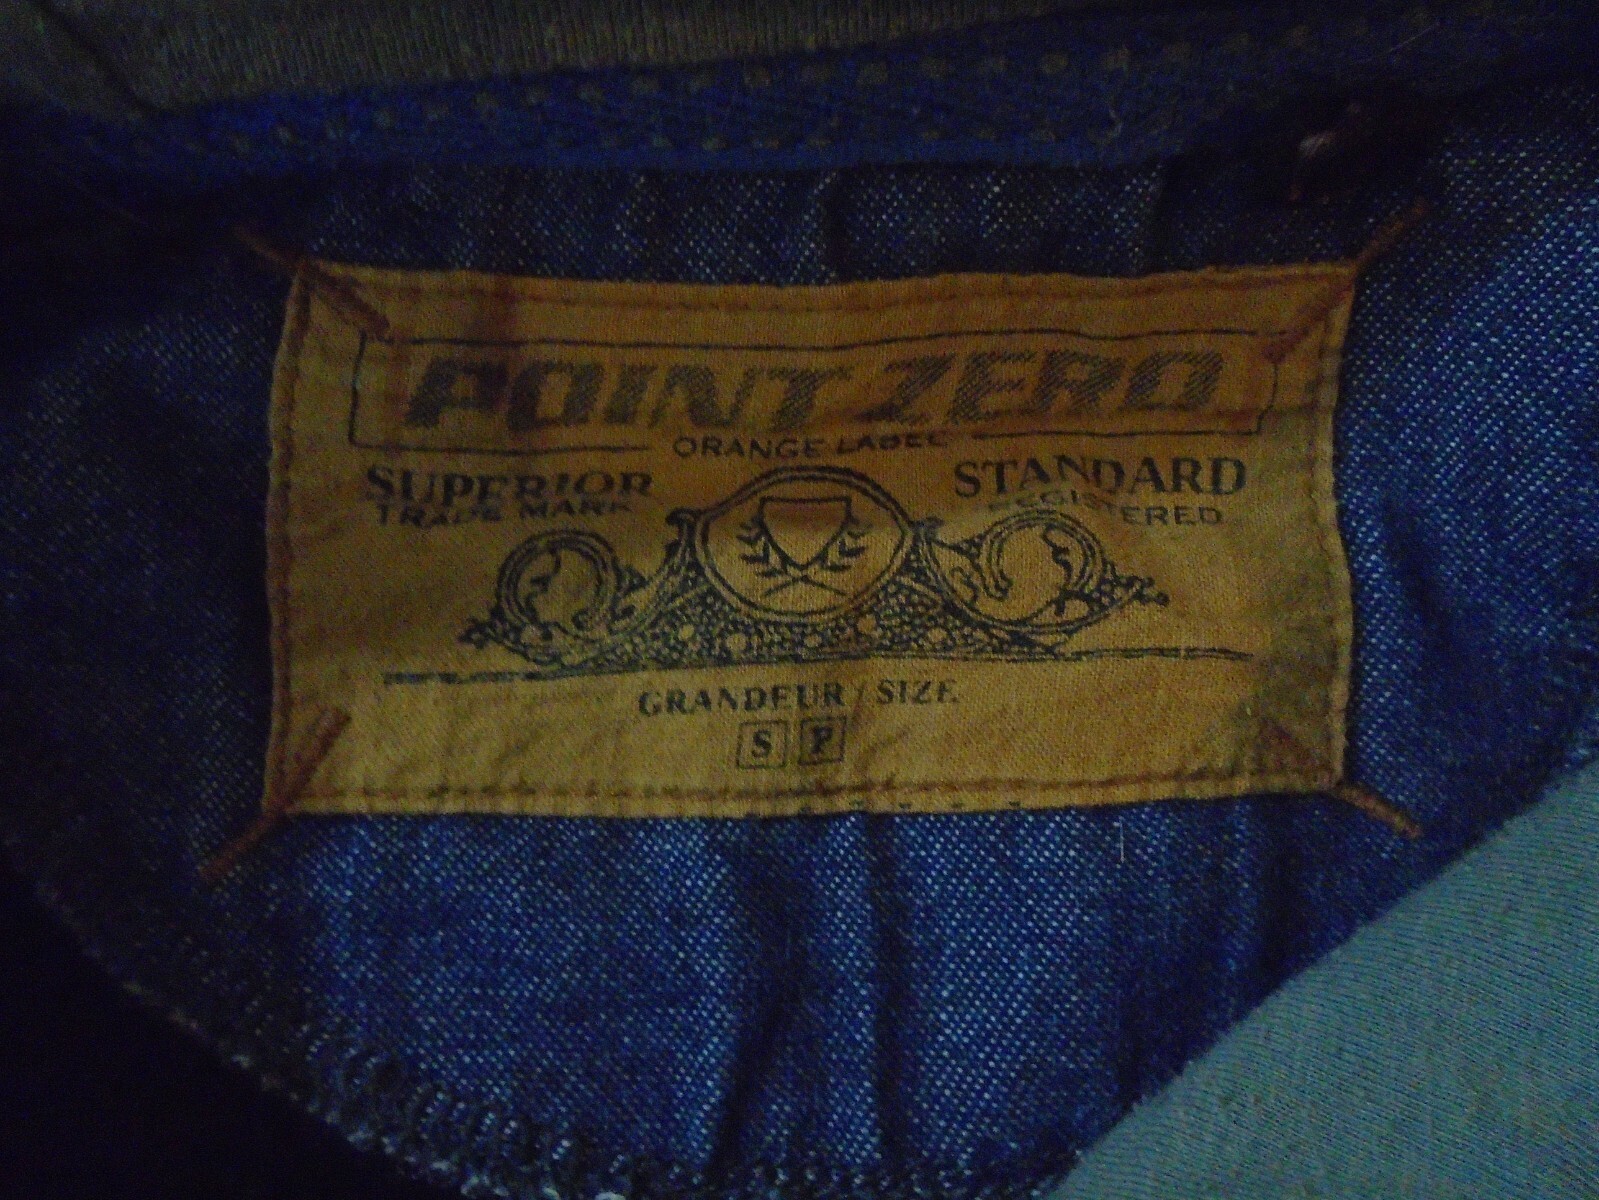 POINT ZERO
ORANGE LABEL
SUPERIOR STANDARD
TRADE MARK REGISTERED
GRANDEUR / SIZE
S P